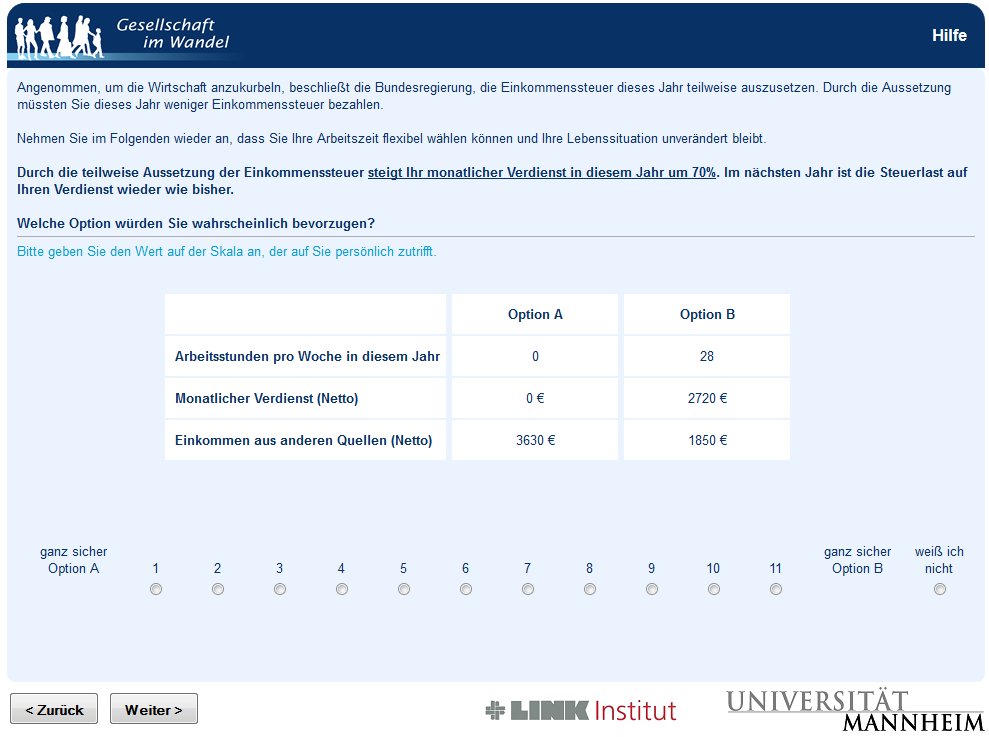 Gesellschaft
im Wandel
Hilfe
Angenommen, um die Wirtschaft anzukurbeln, beschließt die Bundesregierung, die Einkommenssteuer dieses Jahr teilweise auszusetzen. Durch die Aussetzung
müssten Sie dieses Jahr weniger Einkommenssteuer bezahlen.
Nehmen Sie im Folgenden wieder an, dass Sie Ihre Arbeitszeit flexibel wählen können und Ihre Lebenssituation unverändert bleibt.
Durch die teilweise Aussetzung der Einkommenssteuer steigt Ihr monatlicher Verdienst in diesem Jahr um 70%. Im nächsten Jahr ist die Steuerlast auf
Ihren Verdienst wieder wie bisher.
Welche Option würden Sie wahrscheinlich bevorzugen?
Bitte geben Sie den Wert auf der Skala an, der auf Sie persönlich zutrifft.
Option A Option B
Arbeitsstunden pro Woche in diesem Jahr 0 28
Monatlicher Verdienst (Netto) 0 € 2720 €
Einkommen aus anderen Quellen (Netto) 3630 € 1850 €
ganz sicher ganz sicher weiß ich
Option A 1 2 3 4 5 6 7 8 9 10 11 Option B nicht
< Zurück Weiter >
LINK Institut
UNIVERSITÄT
MANNHEIM